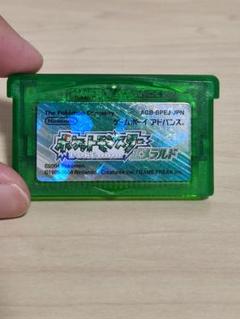 The Pokémon Company
Nintendo
AGB-BPEJ-JPN
ゲームボーイ アドバンス
ポケットモンスター
エメラルド
©2004 Pokémon.
©1995-2004 Nintendo/Creatures inc./GAME FREAK inc.